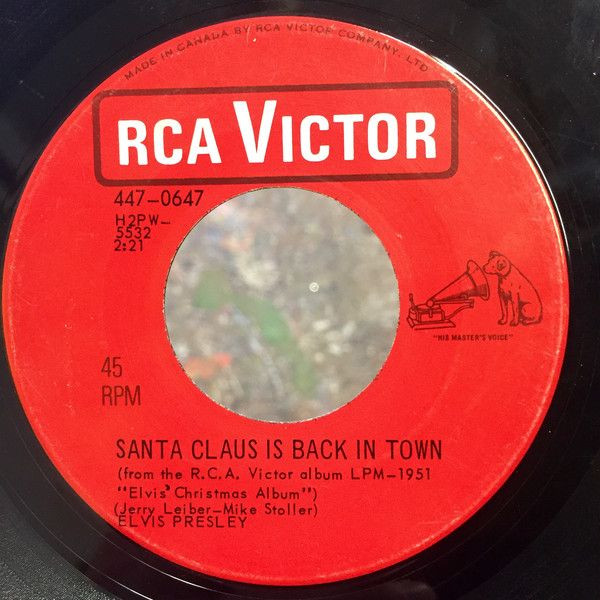 MADE IN CANADA BY RCA VICTOR COMPANY, LTD
RCA VICTOR
447-0647
H2PW-
5532
2:21
"HIS MASTER'S VOICE"
45
RPM
SANTA CLAUS IS BACK IN TOWN
(from the R.C.A. Victor album LPM-1951
"Elvis' Christmas Album")
(Jerry Leiber-Mike Stoller)
ELVIS PRESLEY